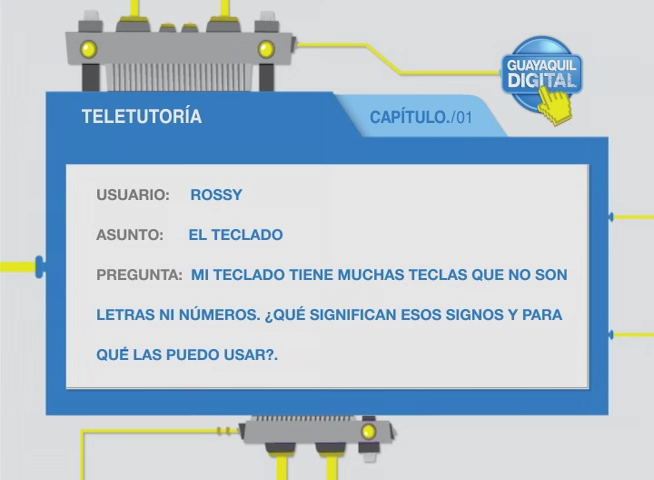 GUAYAQUIL
DIGITAL
TELETUTORÍA
CAPÍTULO./01
USUARIO: ROSSY
ASUNTO: EL TECLADO
PREGUNTA: MI TECLADO TIENE MUCHAS TECLAS QUE NO SON
LETRAS NI NÚMEROS. ¿QUÉ SIGNIFICAN ESOS SIGNOS Y PARA
QUÉ LAS PUEDO USAR?.